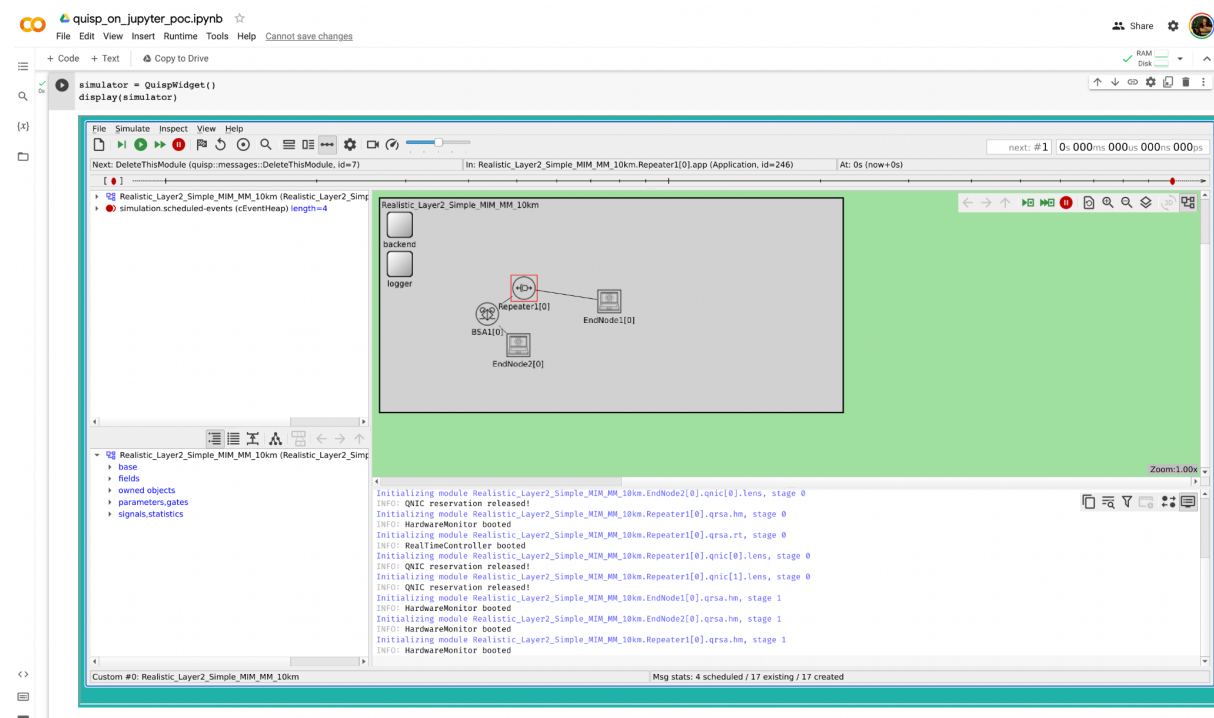 quisp_on_jupyter_poc.ipynb
File Edit View Insert Runtime Tools Help Cannot save changes
Share
+ Code + Text Copy to Drive
RAM
Disk
{x}
0s
simulator = QuispWidget()
display(simulator)
File Simulate Inspect View Help
next: #1 0s 000ms 000us 000ns 000ps
Next: DeleteThisModule (quisp::messages::DeleteThisModule, id=7)
In: Realistic_Layer2_Simple_MIM_MM_10km.Repeater1[0].app (Application, id=246)
At: 0s (now+0s)
Realistic_Layer2_Simple_MIM_MM_10km (Realistic_Layer2_Simp
simulation.scheduled-events (cEventHeap) length=4
Realistic_Layer2_Simple_MIM_MM_10km
3D
backend
logger
Repeater1[0]
EndNode1[0]
BSA1[0]
EndNode2[0]
Zoom:1.00x
Realistic_Layer2_Simple_MIM_MM_10km (Realistic_Layer2_Simp
base
fields
owned objects
parameters,gates
signals,statistics
Initializing module Realistic_Layer2_Simple_MIM_MM_10km.EndNode2[0].qnic[0].lens, stage 0
INFO: QNIC reservation released!
Initializing module Realistic_Layer2_Simple_MIM_MM_10km.Repeater1[0].qrsa.hm, stage 0
INFO: HardwareMonitor booted
Initializing module Realistic_Layer2_Simple_MIM_MM_10km.Repeater1[0].qrsa.rt, stage 0
INFO: RealTimeController booted
Initializing module Realistic_Layer2_Simple_MIM_MM_10km.Repeater1[0].qnic[0].lens, stage 0
INFO: QNIC reservation released!
Initializing module Realistic_Layer2_Simple_MIM_MM_10km.Repeater1[0].qnic[1].lens, stage 0
INFO: QNIC reservation released!
Initializing module Realistic_Layer2_Simple_MIM_MM_10km.EndNode1[0].qrsa.hm, stage 1
INFO: HardwareMonitor booted
Initializing module Realistic_Layer2_Simple_MIM_MM_10km.EndNode2[0].qrsa.hm, stage 1
INFO: HardwareMonitor booted
Initializing module Realistic_Layer2_Simple_MIM_MM_10km.Repeater1[0].qrsa.hm, stage 1
INFO: HardwareMonitor booted
Custom #0: Realistic_Layer2_Simple_MIM_MM_10km
Msg stats: 4 scheduled / 17 existing / 17 created